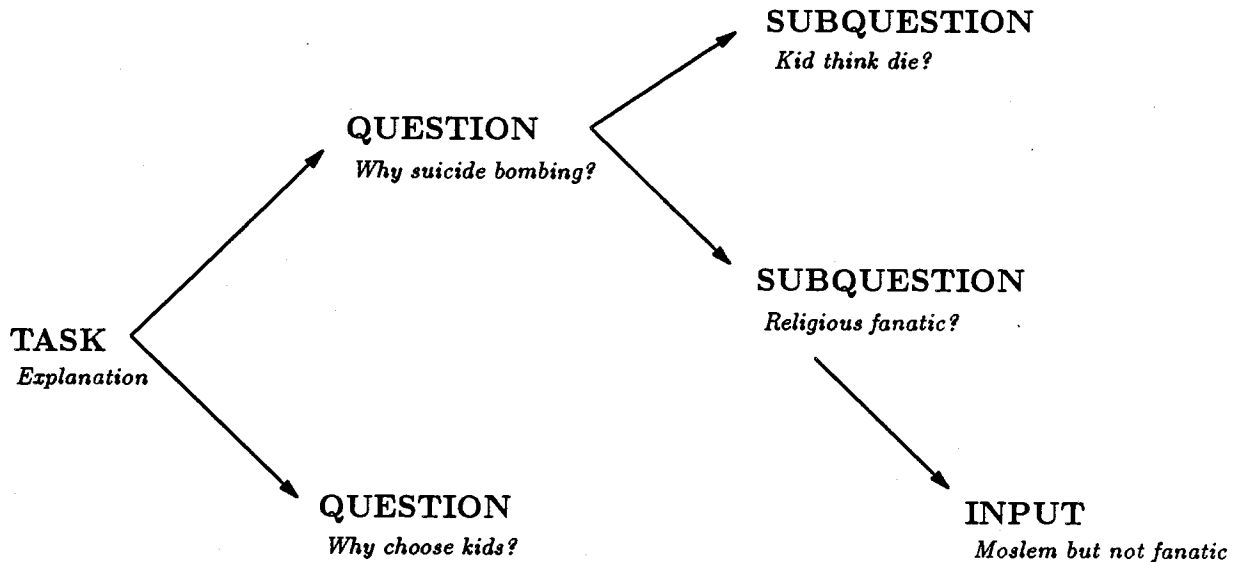 SUBQUESTION
Kid think die?
QUESTION
Why suicide bombing?
SUBQUESTION
Religious fanatic?
TASK
Explanation
QUESTION
Why choose kids?
INPUT
Moslem but not fanatic